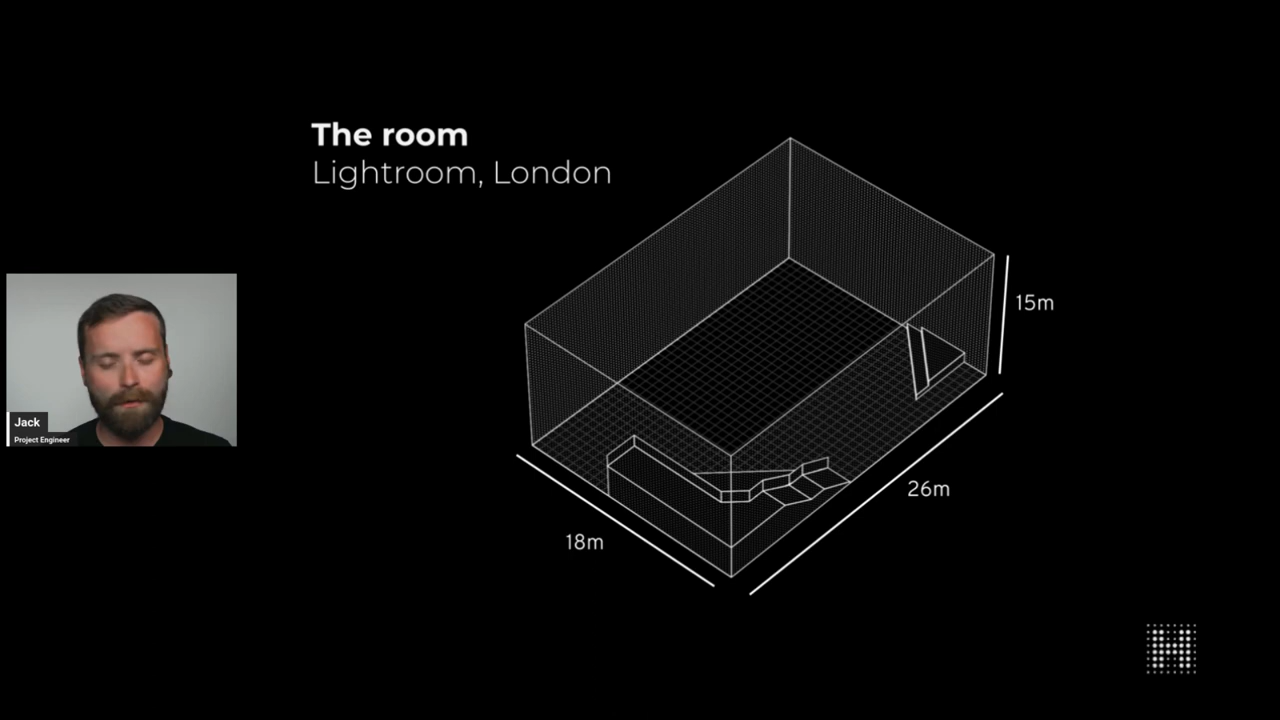 The room
Lightroom, London
15m
26m
18m
Jack
Project Engineer
H